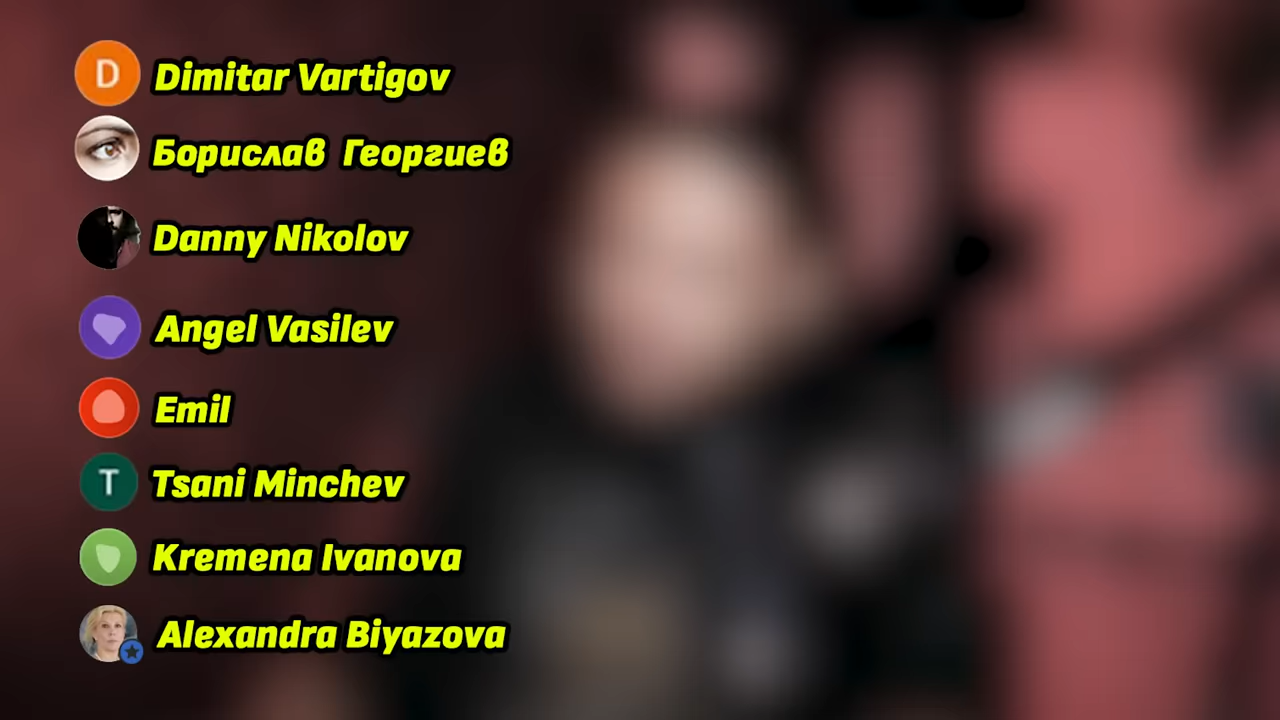 D Dimitar Vartigov
Борислав Георгиев
Danny Nikolov
Angel Vasilev
Emil
T Tsani Minchev
Kremena Ivanova
Alexandra Biyazova